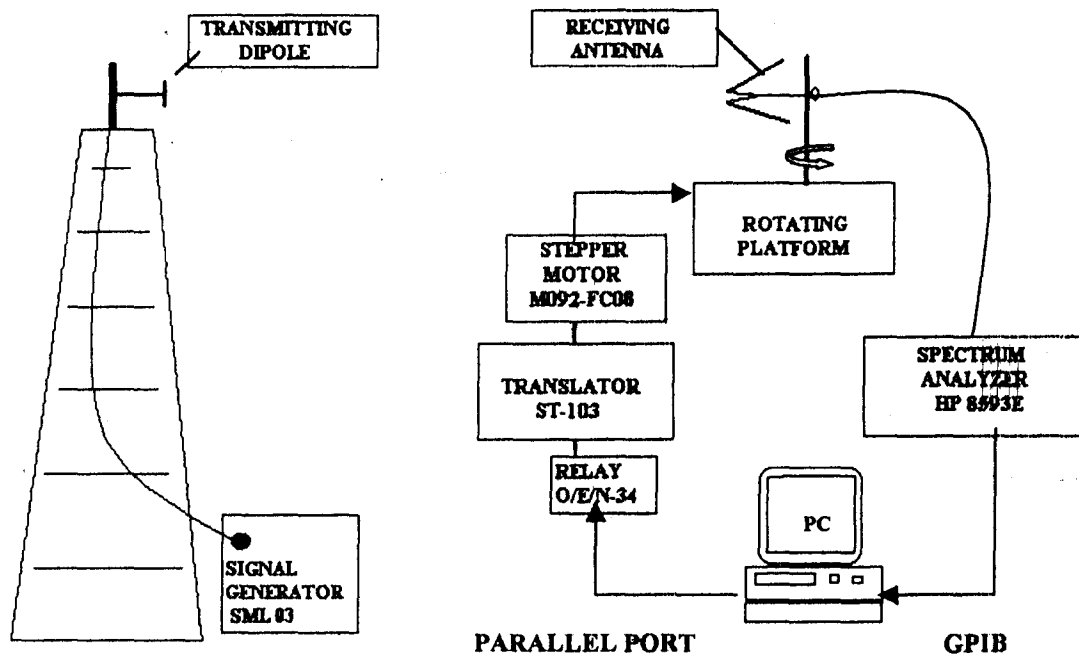 TRANSMITTING
DIPOLE
RECEIVING
ANTENNA
ROTATING
PLATFORM
STEPPER
MOTOR
M092-FC08
TRANSLATOR
ST-103
RELAY
O/E/N-34
SPECTRUM
ANALYZER
HP 8593E
PC
SIGNAL
GENERATOR
SML 03
PARALLEL PORT
GPIB